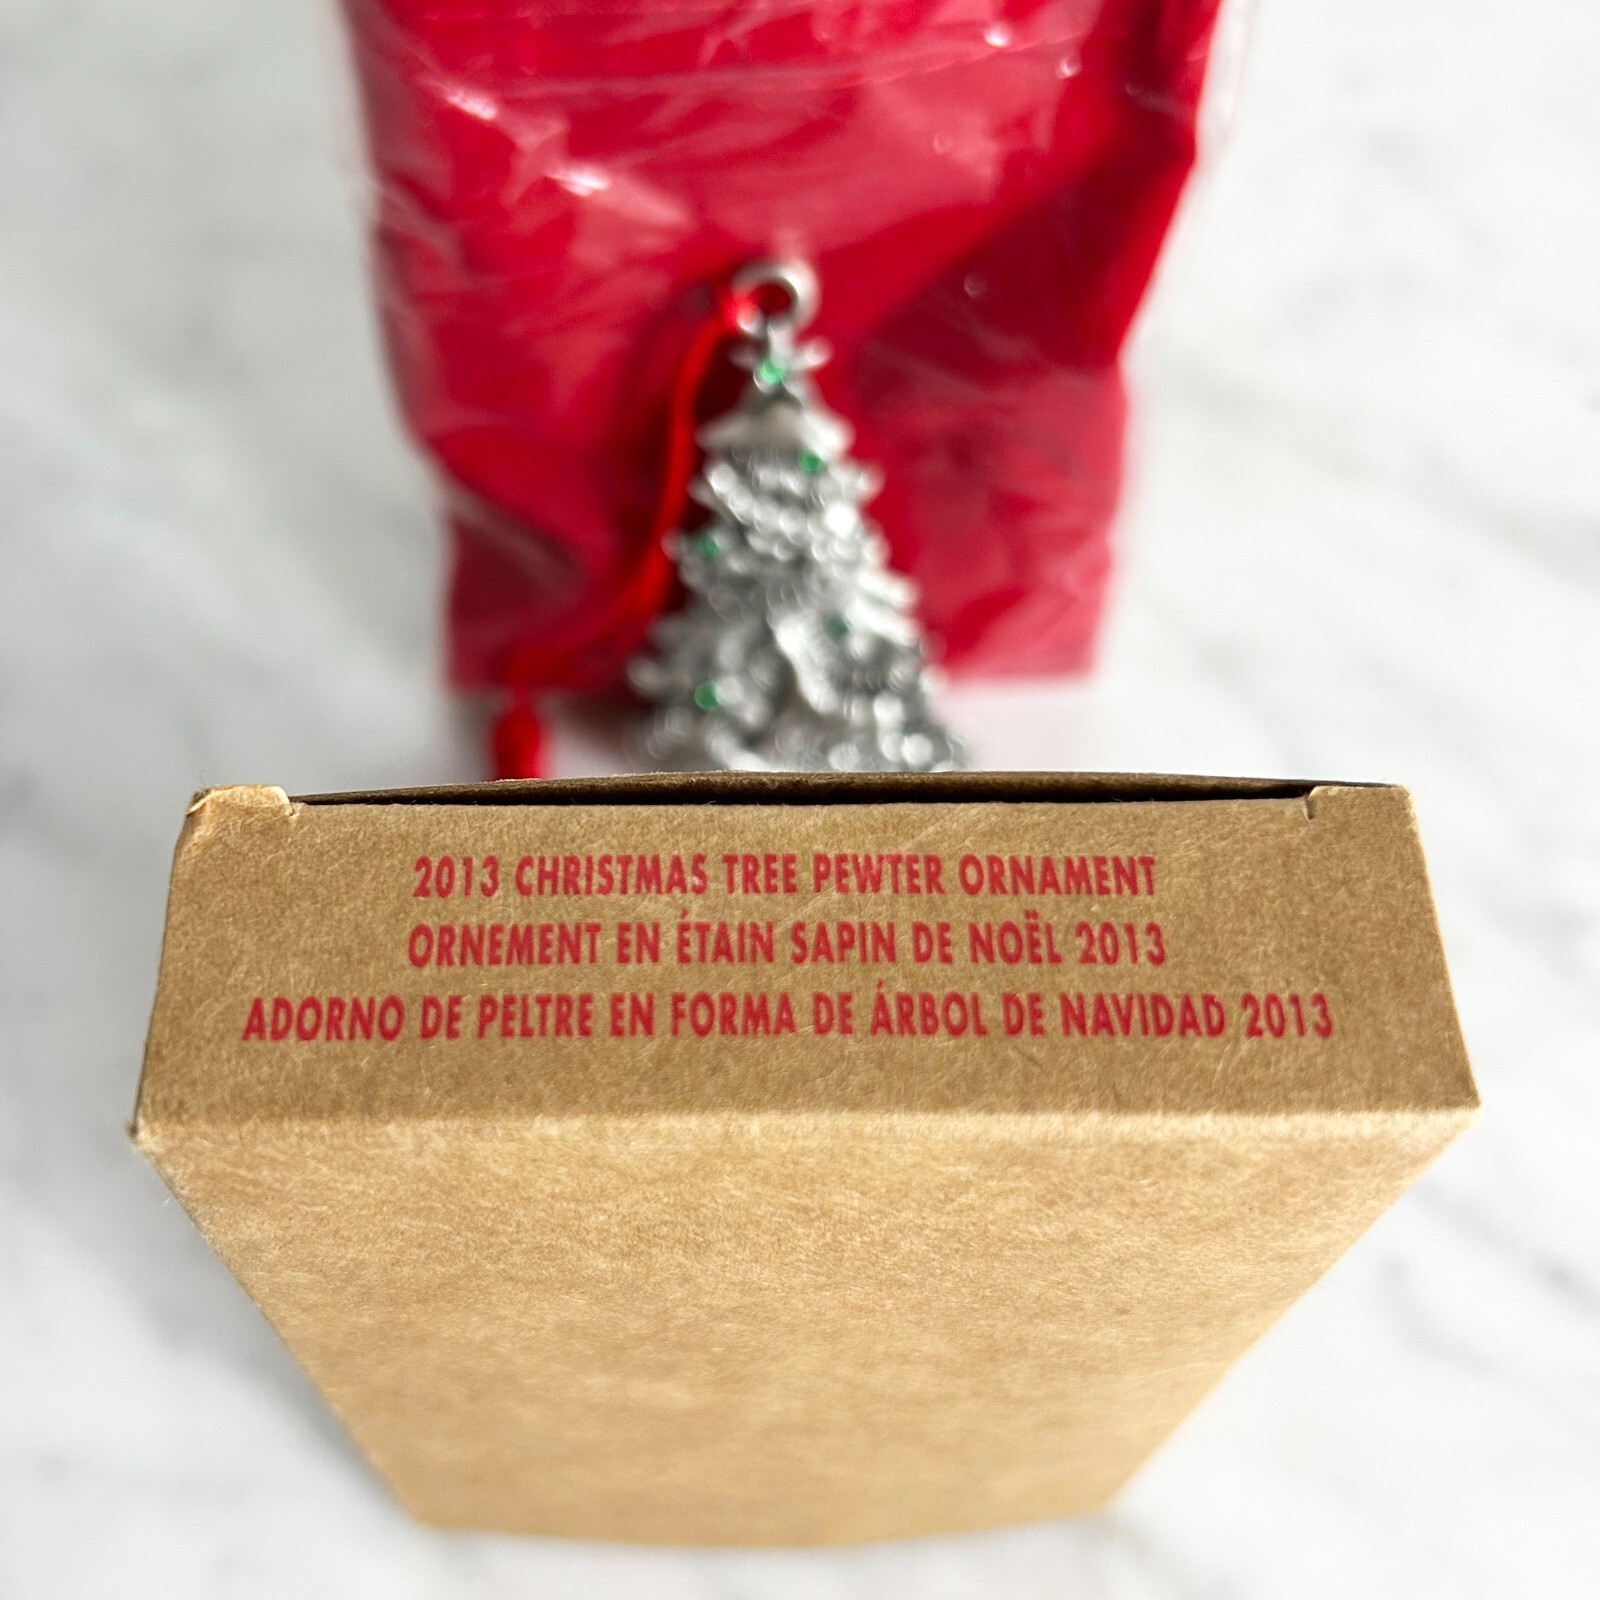 2013 CHRISTMAS TREE PEWTER ORNAMENT
ORNEMENT EN ÉTAIN SAPIN DE NOËL 2013
ADORNO DE PELTRE EN FORMA DE ÁRBOL DE NAVIDAD 2013